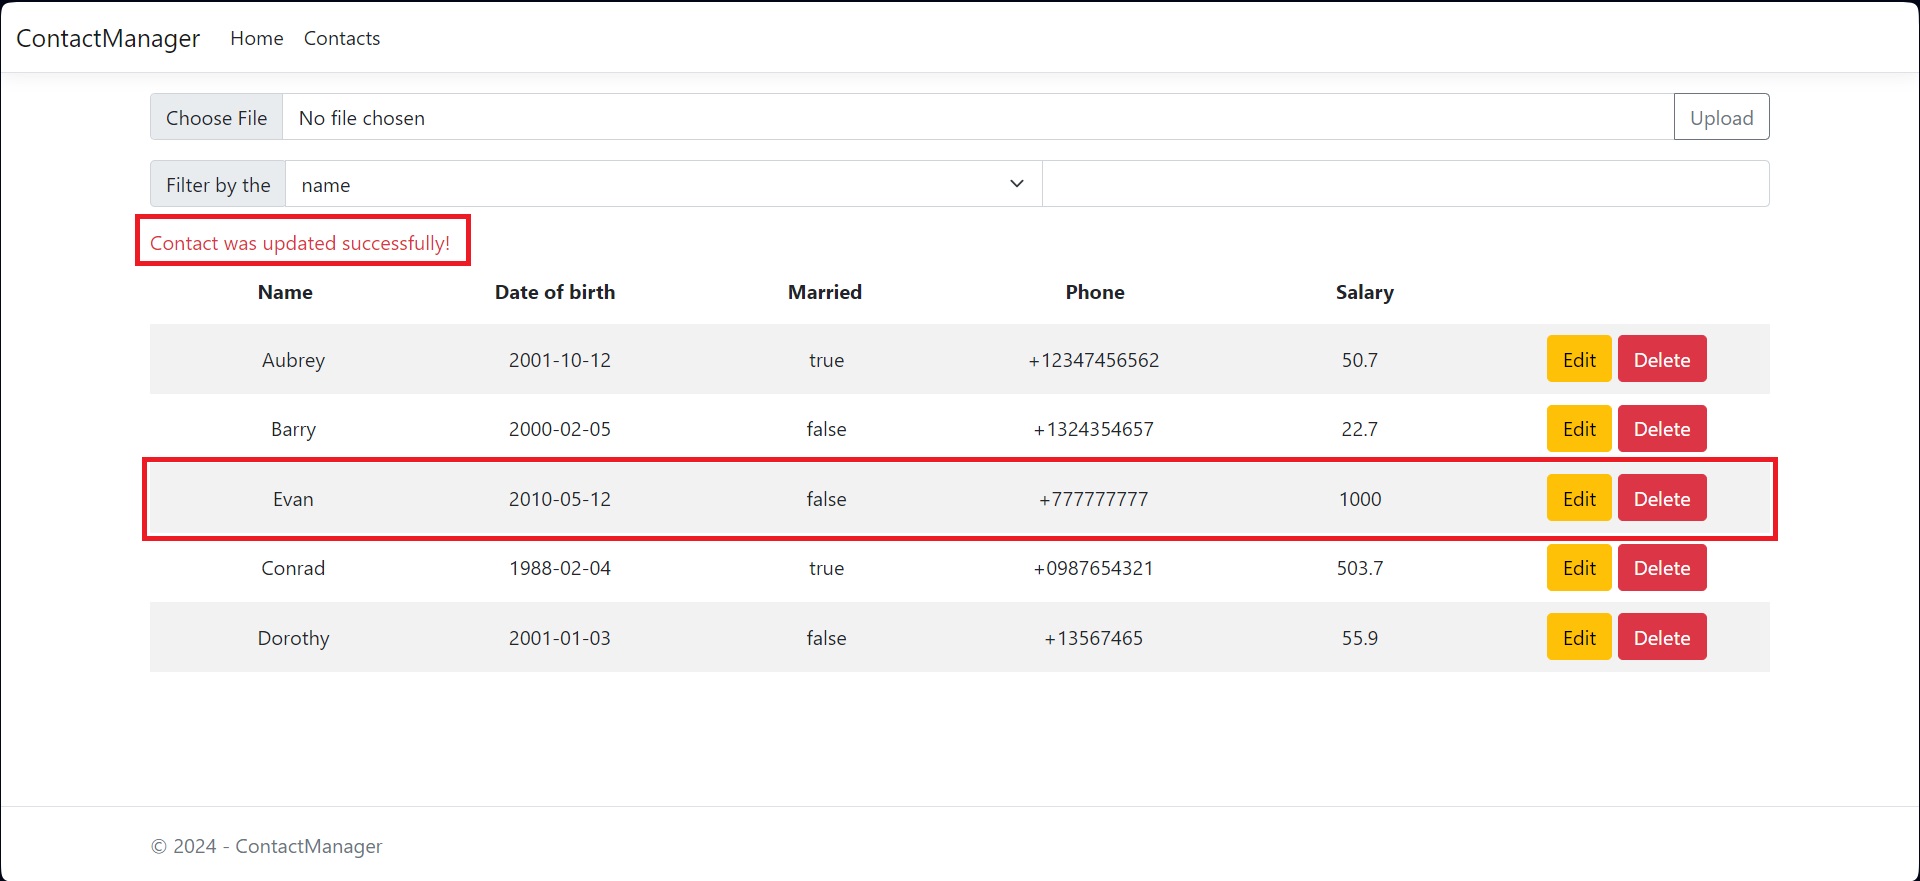 ContactManager Home Contacts
Choose File No file chosen Upload
Filter by the name
Contact was updated successfully!
Name Date of birth Married Phone Salary
Aubrey 2001-10-12 true +12347456562 50.7 Edit Delete
Barry 2000-02-05 false +1324354657 22.7 Edit Delete
Evan 2010-05-12 false +777777777 1000 Edit Delete
Conrad 1988-02-04 true +0987654321 503.7 Edit Delete
Dorothy 2001-01-03 false +13567465 55.9 Edit Delete
© 2024 - ContactManager